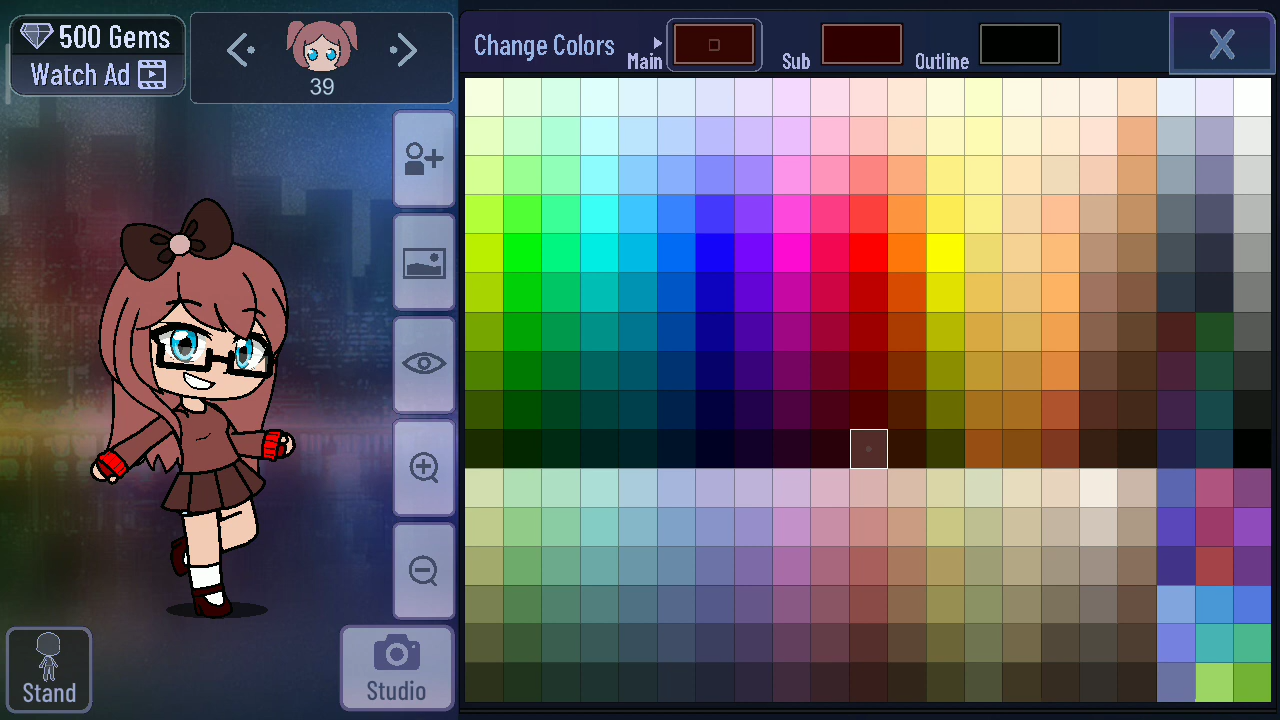 500 Gems
Watch Ad
39
Change Colors
Main
Sub
Outline
Stand
Studio